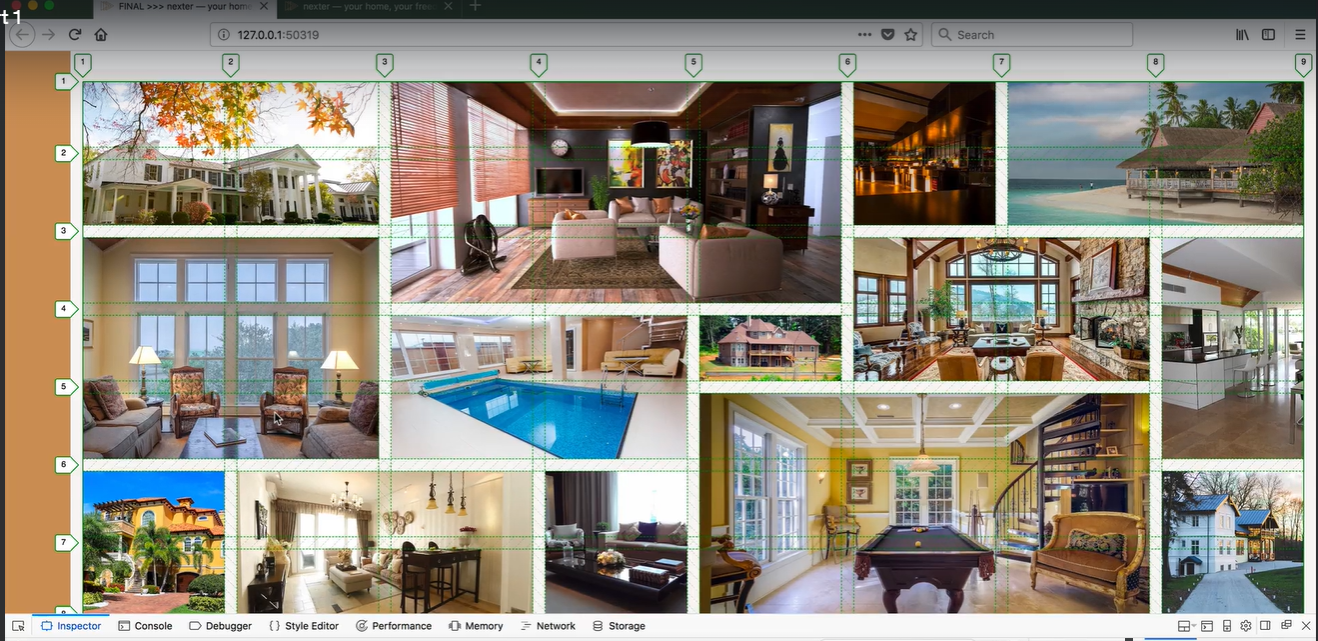 t1
FINAL >>> nexter — your home
nexter — your home, your free
127.0.0.1:50319
Search
1 2 3 4 5 6 7 8 9
1
2
3
4
5
6
7
8
Inspector Console Debugger Style Editor Performance Memory Network Storage